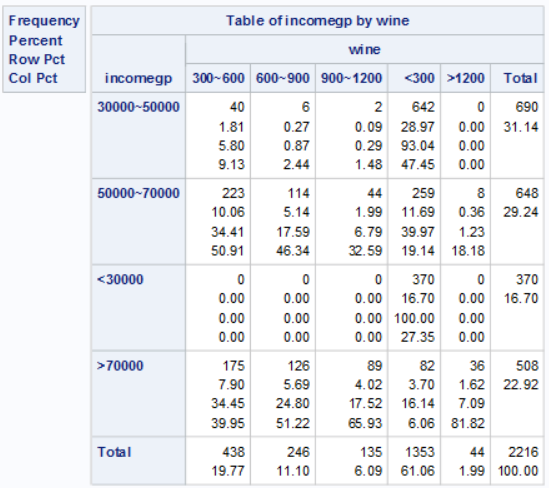 Frequency
Percent
Row Pct
Col Pct
Table of incomegp by wine
wine
incomegp 300~600 600~900 900~1200 <300 >1200 Total
30000~50000 40 6 2 642 0 690
1.81 0.27 0.09 28.97 0.00 31.14
5.80 0.87 0.29 93.04 0.00
9.13 2.44 1.48 47.45 0.00
50000~70000 223 114 44 259 8 648
10.06 5.14 1.99 11.69 0.36 29.24
34.41 17.59 6.79 39.97 1.23
50.91 46.34 32.59 19.14 18.18
<30000 0 0 0 370 0 370
0.00 0.00 0.00 16.70 0.00 16.70
0.00 0.00 0.00 100.00 0.00
0.00 0.00 0.00 27.35 0.00
>70000 175 126 89 82 36 508
7.90 5.69 4.02 3.70 1.62 22.92
34.45 24.80 17.52 16.14 7.09
39.95 51.22 65.93 6.06 81.82
Total 438 246 135 1353 44 2216
19.77 11.10 6.09 61.06 1.99 100.00